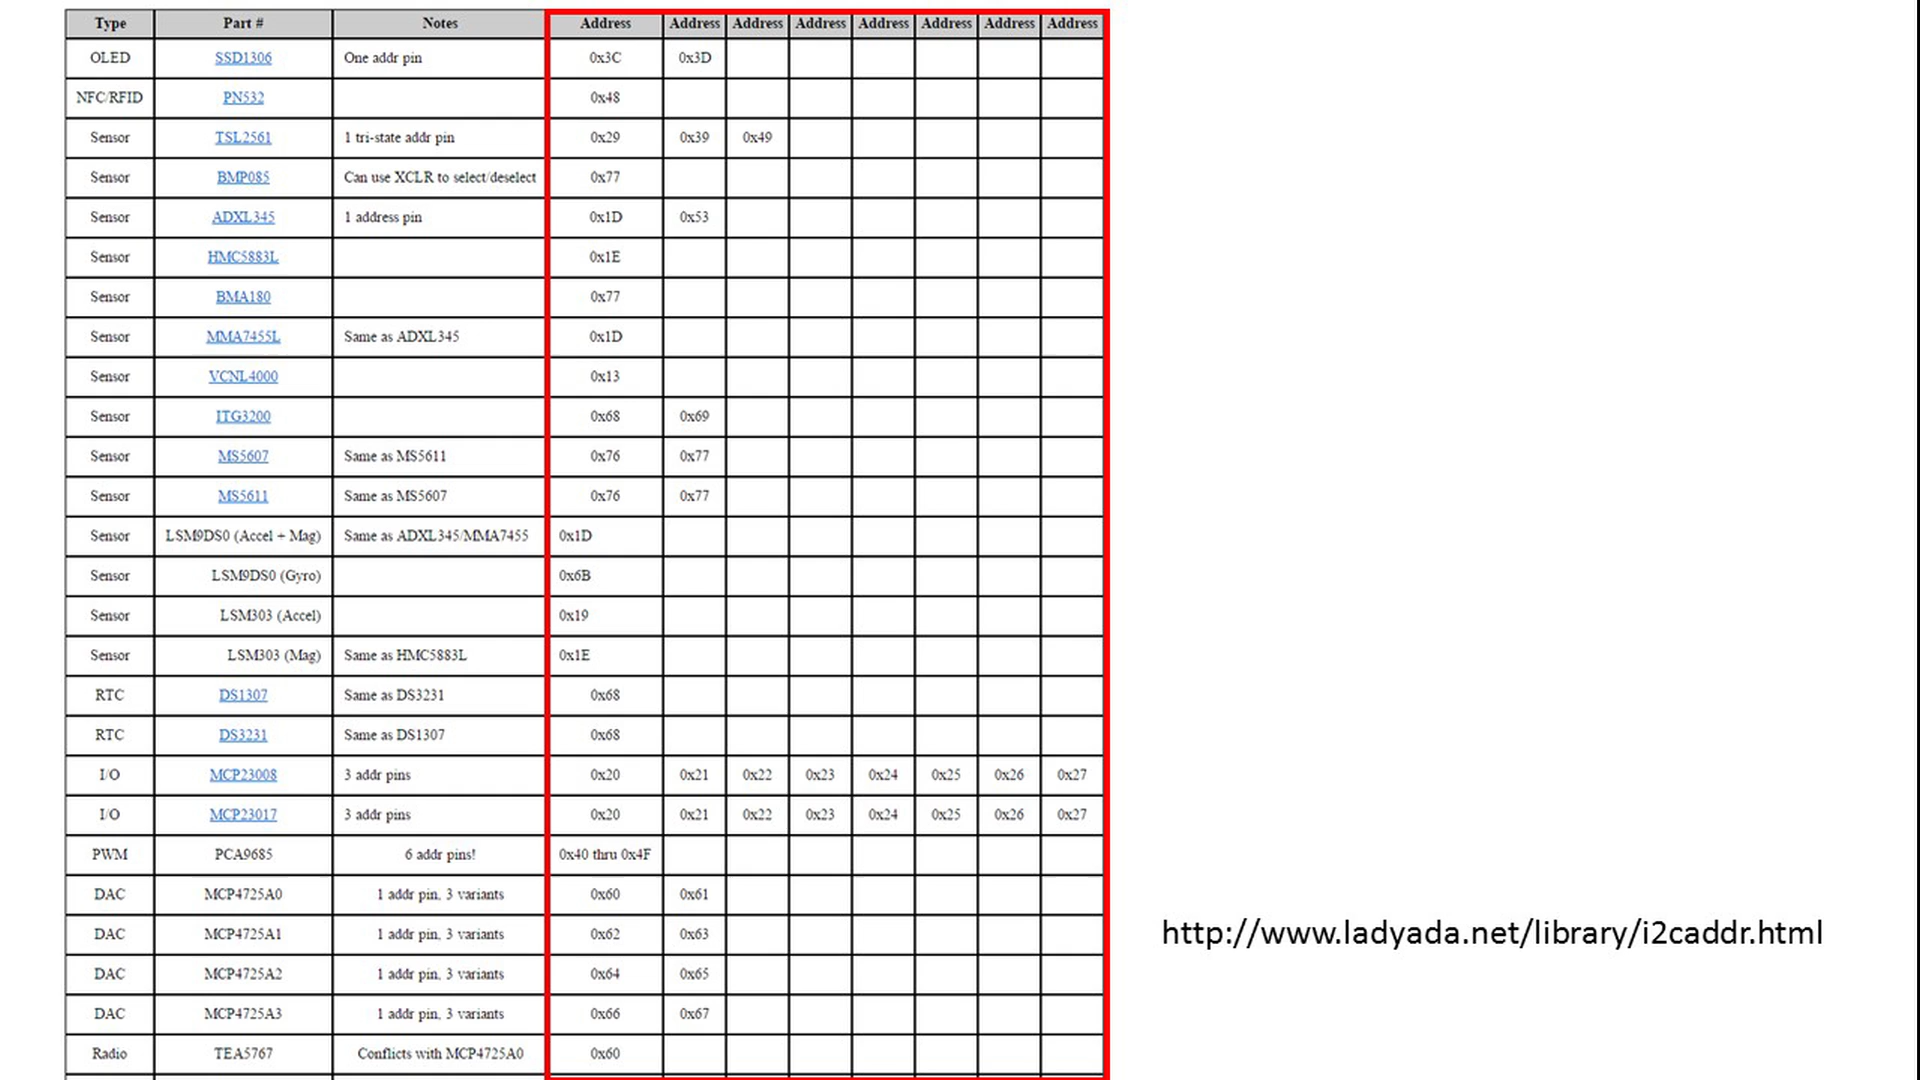 Type Part # Notes Address Address Address Address Address Address Address Address
OLED SSD1306 One addr pin 0x3C 0x3D
NFC/RFID PN532 0x48
Sensor TSL2561 1 tri-state addr pin 0x29 0x39 0x49
Sensor BMP085 Can use XCLR to select/deselect 0x77
Sensor ADXL345 1 address pin 0x1D 0x53
Sensor HMC5883L 0x1E
Sensor BMA180 0x77
Sensor MMA7455L Same as ADXL345 0x1D
Sensor VCNL4000 0x13
Sensor ITG3200 0x68 0x69
Sensor MS5607 Same as MS5611 0x76 0x77
Sensor MS5611 Same as MS5607 0x76 0x77
Sensor LSM9DS0 (Accel + Mag) Same as ADXL345/MMA7455 0x1D
Sensor LSM9DS0 (Gyro) 0x6B
Sensor LSM303 (Accel) 0x19
Sensor LSM303 (Mag) Same as HMC5883L 0x1E
RTC DS1307 Same as DS3231 0x68
RTC DS3231 Same as DS1307 0x68
I/O MCP23008 3 addr pins 0x20 0x21 0x22 0x23 0x24 0x25 0x26 0x27
I/O MCP23017 3 addr pins 0x20 0x21 0x22 0x23 0x24 0x25 0x26 0x27
PWM PCA9685 6 addr pins! 0x40 thru 0x4F
DAC MCP4725A0 1 addr pin, 3 variants 0x60 0x61
DAC MCP4725A1 1 addr pin, 3 variants 0x62 0x63
DAC MCP4725A2 1 addr pin, 3 variants 0x64 0x65
DAC MCP4725A3 1 addr pin, 3 variants 0x66 0x67
Radio TEA5767 Conflicts with MCP4725A0 0x60
http://www.ladyada.net/library/i2caddr.html